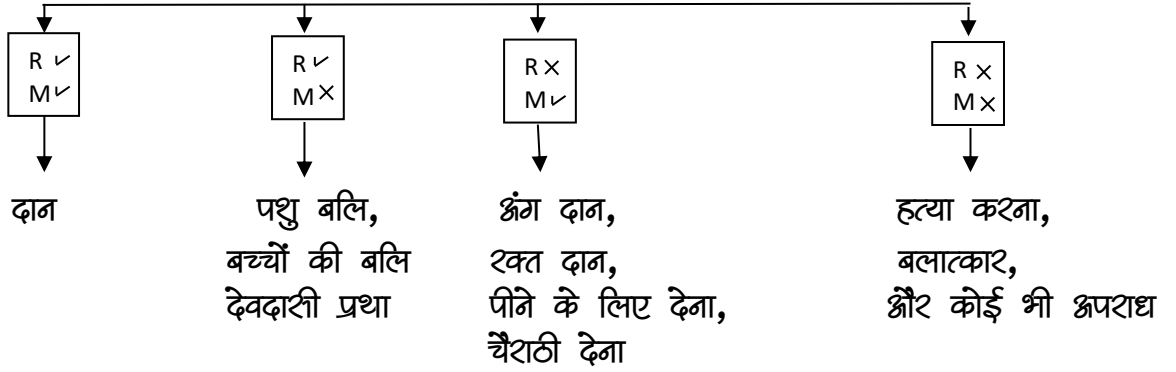 R ✓
M ✓
R ✓
M ×
R ×
M ✓
R ×
M ×
दान
पशु बलि,
बच्चों की बलि
देवदासी प्रथा
अंग दान,
रक्त दान,
पीने के लिए देना,
चैराठी देना
हत्या करना,
बलात्कार,
और कोई भी अपराध